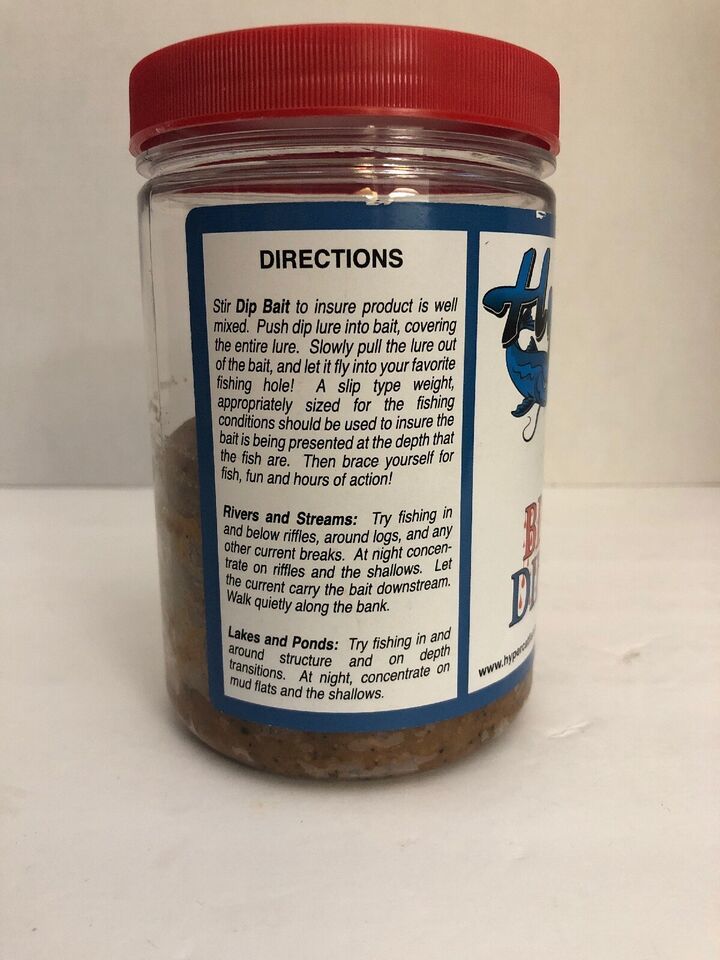 DIRECTIONS
Stir Dip Bait to insure product is well
mixed. Push dip lure into bait, covering
the entire lure. Slowly pull the lure out
of the bait, and let it fly into your favorite
fishing hole! A slip type weight,
appropriately sized for the fishing
conditions should be used to insure the
bait is being presented at the depth that
the fish are. Then brace yourself for
fish, fun and hours of action!
Rivers and Streams: Try fishing in
and below riffles, around logs, and any
other current breaks. At night concen-
trate on riffles and the shallows. Let
the current carry the bait downstream.
Walk quietly along the bank.
Lakes and Ponds: Try fishing in and
around structure and on depth
transitions. At night, concentrate on
mud flats and the shallows.